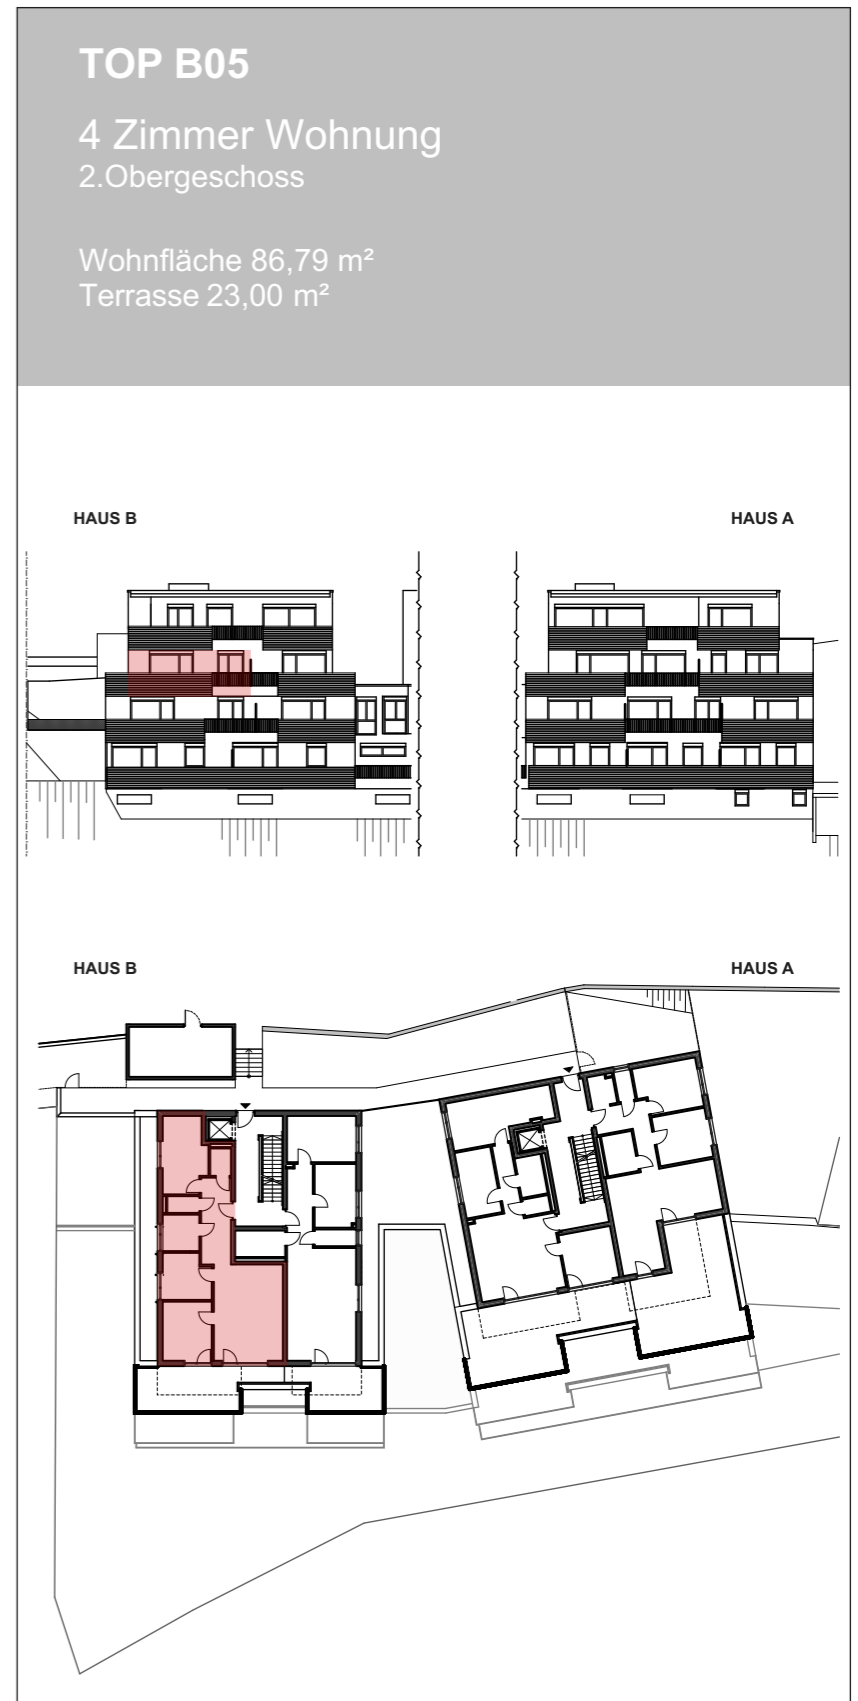 TOP B05
4 Zimmer Wohnung
2.Obergeschoss
Wohnfläche 86,79 m²
Terrasse 23,00 m²
HAUS B
HAUS A
HAUS B
HAUS A